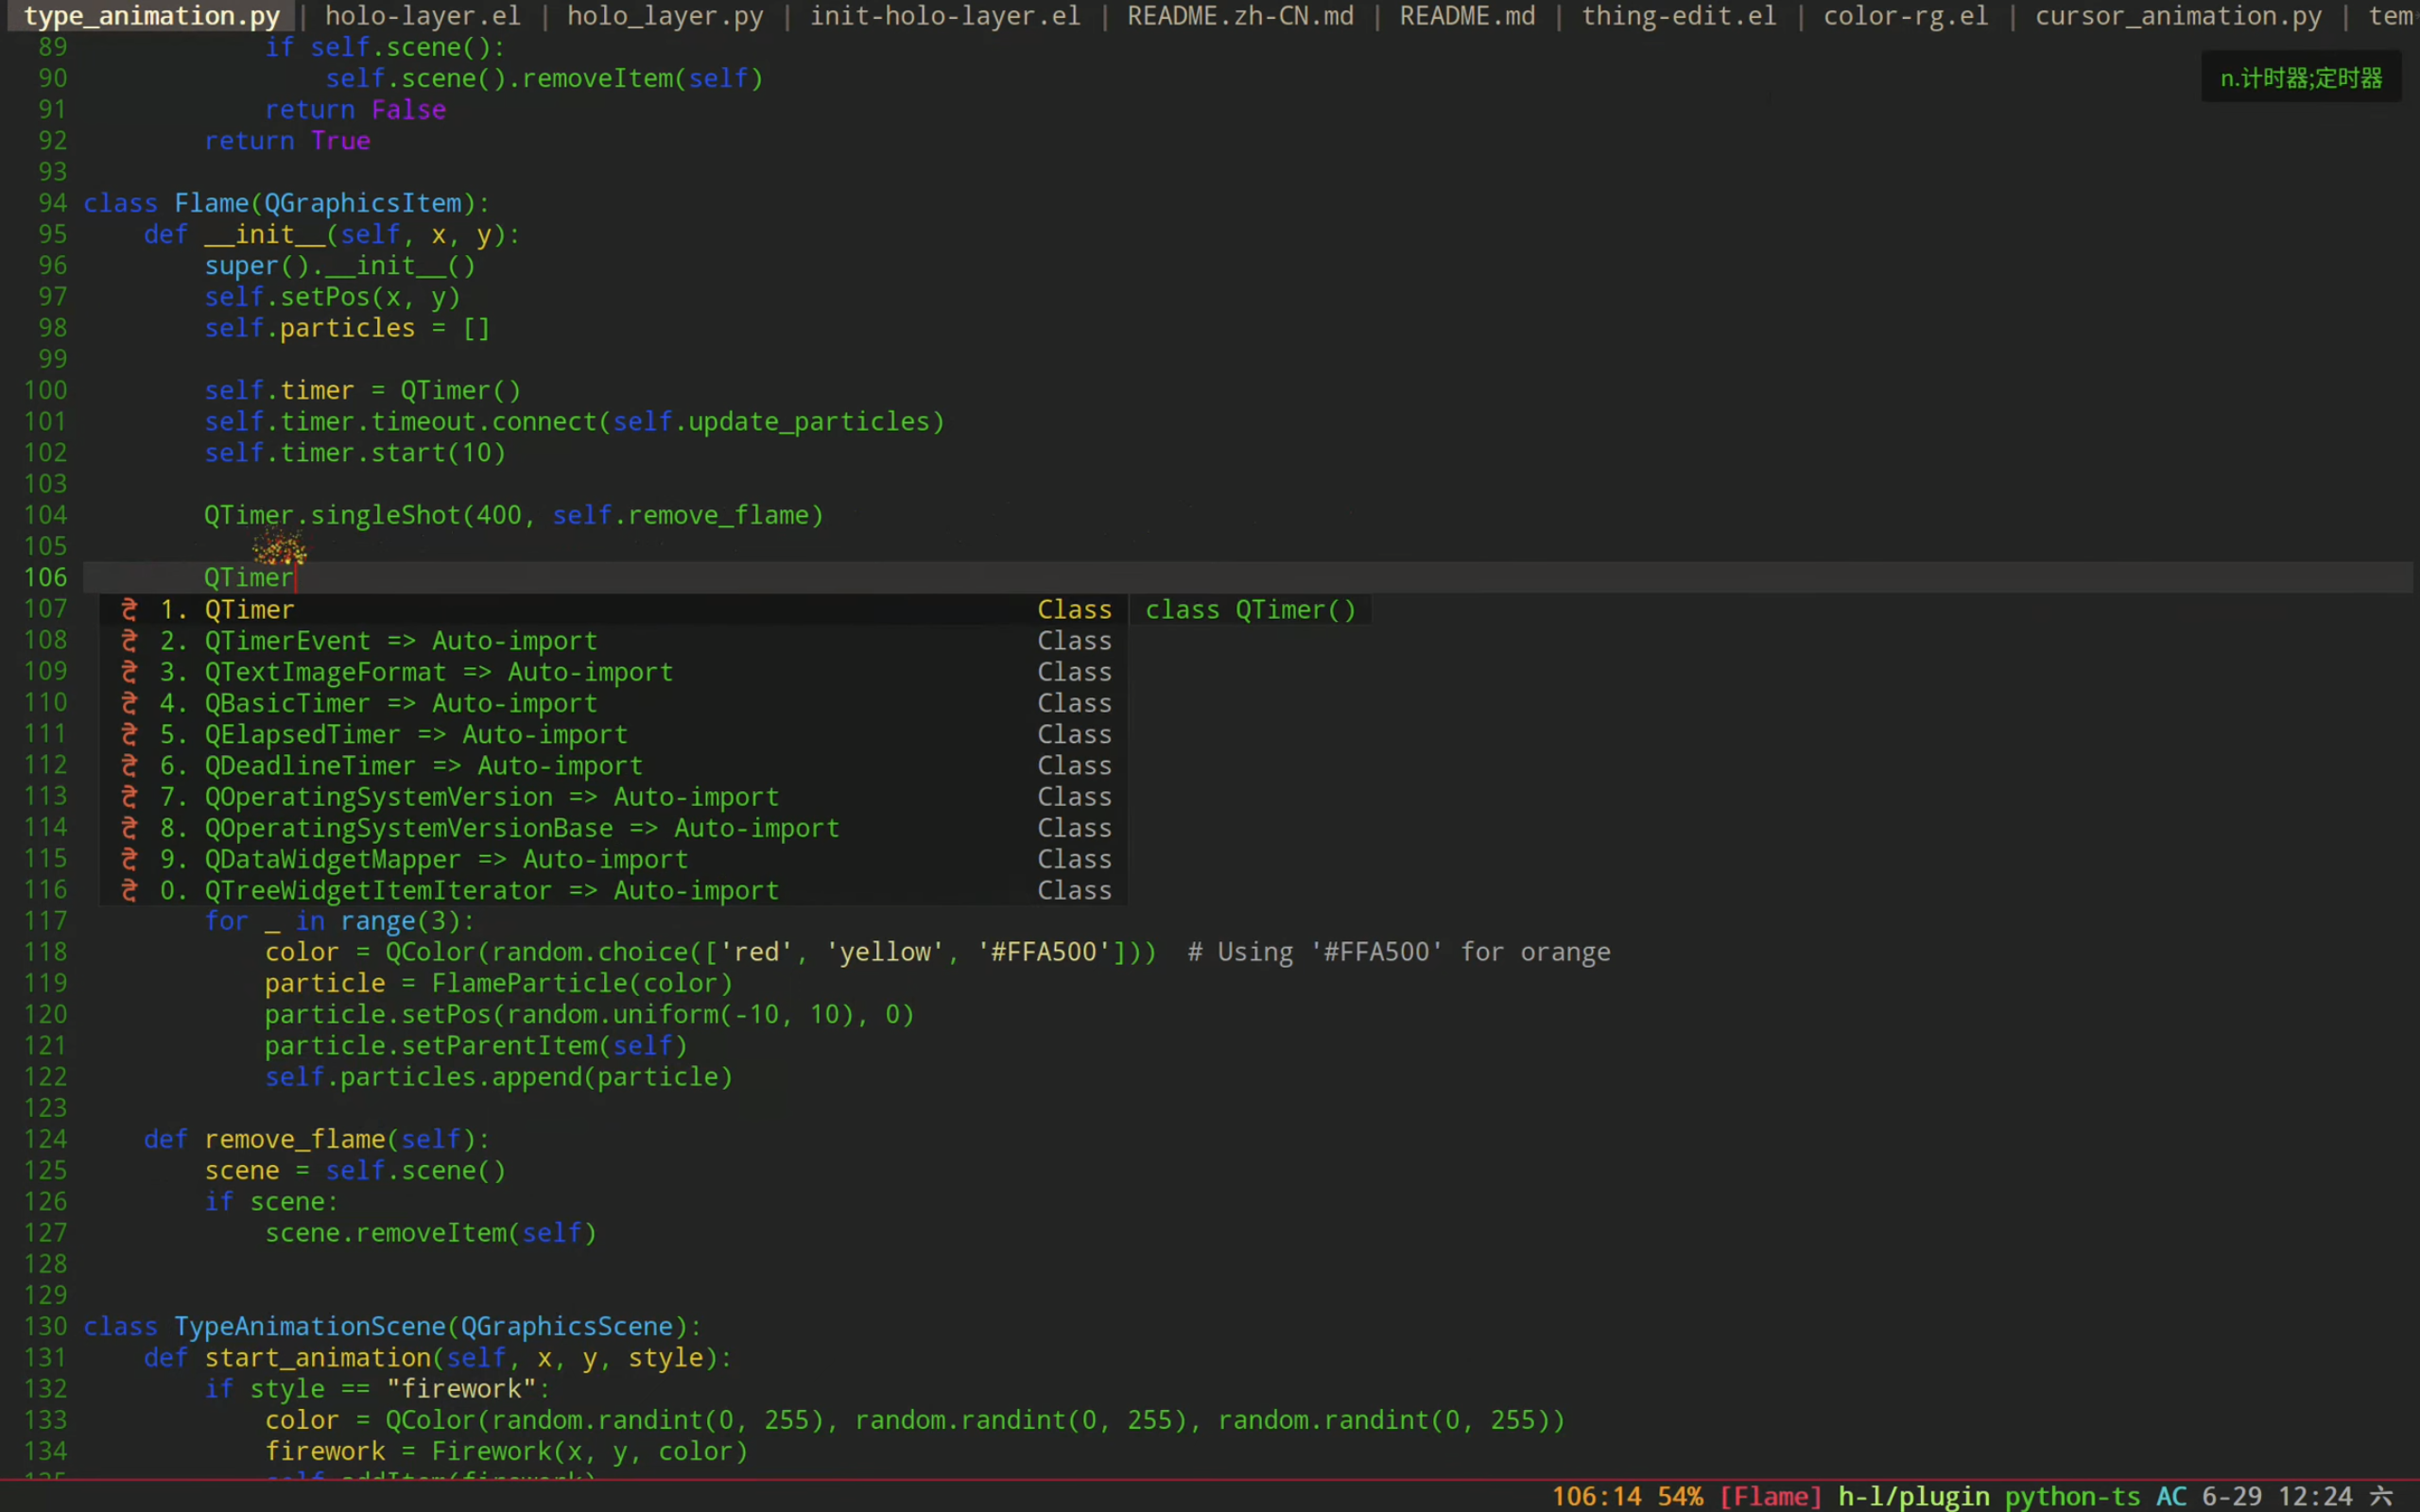 type_animation.py | holo-layer.el | holo_layer.py | init-holo-layer.el | README.zh-CN.md | README.md | thing-edit.el | color-rg.el | cursor_animation.py | tem
89 if self.scene():
n.计时器;定时器
90 self.scene().removeItem(self)
91 return False
92 return True
93
94 class Flame(QGraphicsItem):
95 def __init__(self, x, y):
96 super().__init__()
97 self.setPos(x, y)
98 self.particles = []
99
100 self.timer = QTimer()
101 self.timer.timeout.connect(self.update_particles)
102 self.timer.start(10)
103
104 QTimer.singleShot(400, self.remove_flame)
105
106 QTimer
107 1. QTimer Class class QTimer()
108 2. QTimerEvent => Auto-import Class
109 3. QTextImageFormat => Auto-import Class
110 4. QBasicTimer => Auto-import Class
111 5. QElapsedTimer => Auto-import Class
112 6. QDeadlineTimer => Auto-import Class
113 7. QOperatingSystemVersion => Auto-import Class
114 8. QOperatingSystemVersionBase => Auto-import Class
115 9. QDataWidgetMapper => Auto-import Class
116 0. QTreeWidgetItemIterator => Auto-import Class
117 for _ in range(3):
118 color = QColor(random.choice(['red', 'yellow', '#FFA500'])) # Using '#FFA500' for orange
119 particle = FlameParticle(color)
120 particle.setPos(random.uniform(-10, 10), 0)
121 particle.setParentItem(self)
122 self.particles.append(particle)
123
124 def remove_flame(self):
125 scene = self.scene()
126 if scene:
127 scene.removeItem(self)
128
129
130 class TypeAnimationScene(QGraphicsScene):
131 def start_animation(self, x, y, style):
132 if style == "firework":
133 color = QColor(random.randint(0, 255), random.randint(0, 255), random.randint(0, 255))
134 firework = Firework(x, y, color)
135 self.addItem(firework)
106:14 54% [Flame] h-l/plugin python-ts AC 6-29 12:24 六